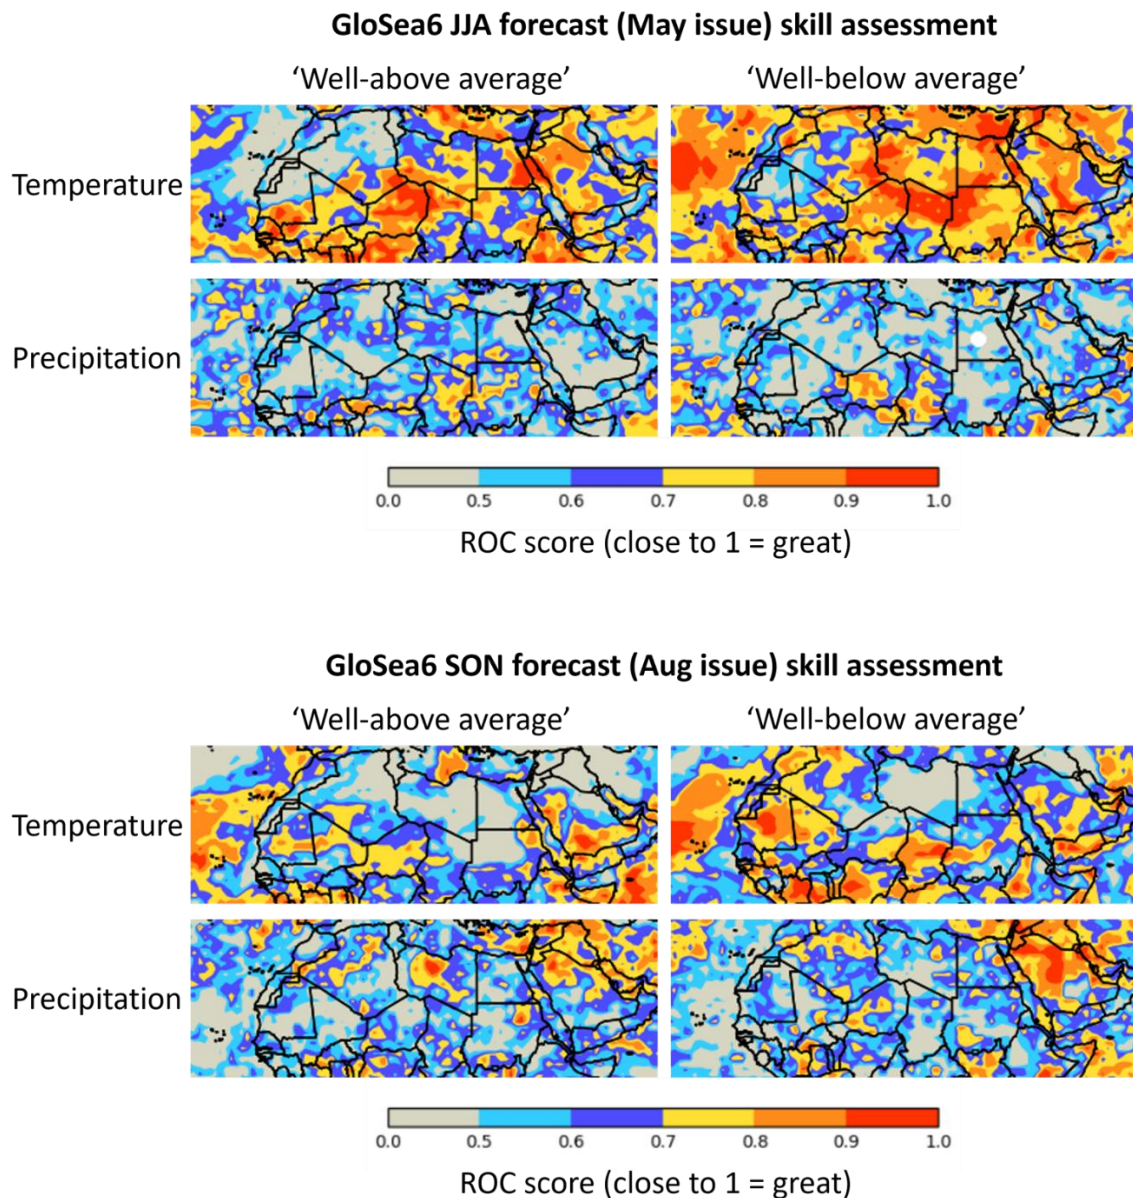 GloSea6 JJA forecast (May issue) skill assessment
‘Well-above average’ ‘Well-below average’
Temperature
Precipitation
0.0 0.5 0.6 0.7 0.8 0.9 1.0
ROC score (close to 1 = great)
GloSea6 SON forecast (Aug issue) skill assessment
‘Well-above average’ ‘Well-below average’
Temperature
Precipitation
0.0 0.5 0.6 0.7 0.8 0.9 1.0
ROC score (close to 1 = great)